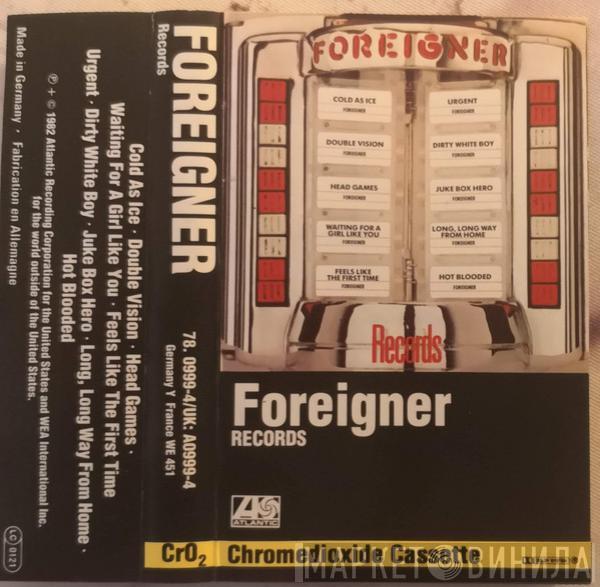 FOREIGNER
COLD AS ICE
FOREIGNER
DOUBLE VISION
FOREIGNER
HEAD GAMES
FOREIGNER
WAITING FOR A
GIRL LIKE YOU
FOREIGNER
FEELS LIKE
THE FIRST TIME
FOREIGNER
URGENT
FOREIGNER
DIRTY WHITE BOY
FOREIGNER
JUKE BOX HERO
FOREIGNER
LONG, LONG WAY
FROM HOME
FOREIGNER
HOT BLOODED
FOREIGNER
Records
Foreigner
RECORDS
ATLANTIC
CrO2 Chromedioxide Cassette
FOREIGNER
Records
78. 0999-4/UK: A0999-4
Germany Y France WE 451
Cold As Ice · Double Vision · Head Games ·
Waiting For A Girl Like You · Feels Like The First Time
Urgent · Dirty White Boy · Juke Box Hero · Long, Long Way From Home ·
Hot Blooded
℗ + © 1982 Atlantic Recording Corporation for the United States and WEA International Inc.
for the world outside of the United States.
Made in Germany · Fabrication en Allemagne
LC 0121
МАРКЕТ ВИНИЛА